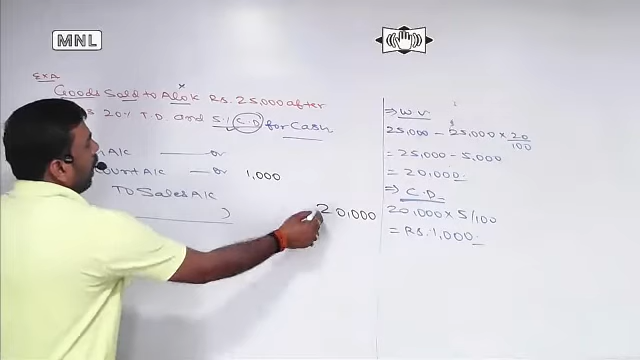 MNL
Exa
Goods Sold to Alok Rs. 25,000 after
20% T.D. and 5% C.D for Cash
A/c Dr
A/c Dr 1,000
To Sales A/c 20,000
⇒ W.V.
25,000 - 25,000 × 20/100
= 25,000 - 5,000
= 20,000.
⇒ C.D.
20,000 × 5/100
= Rs. 1,000.